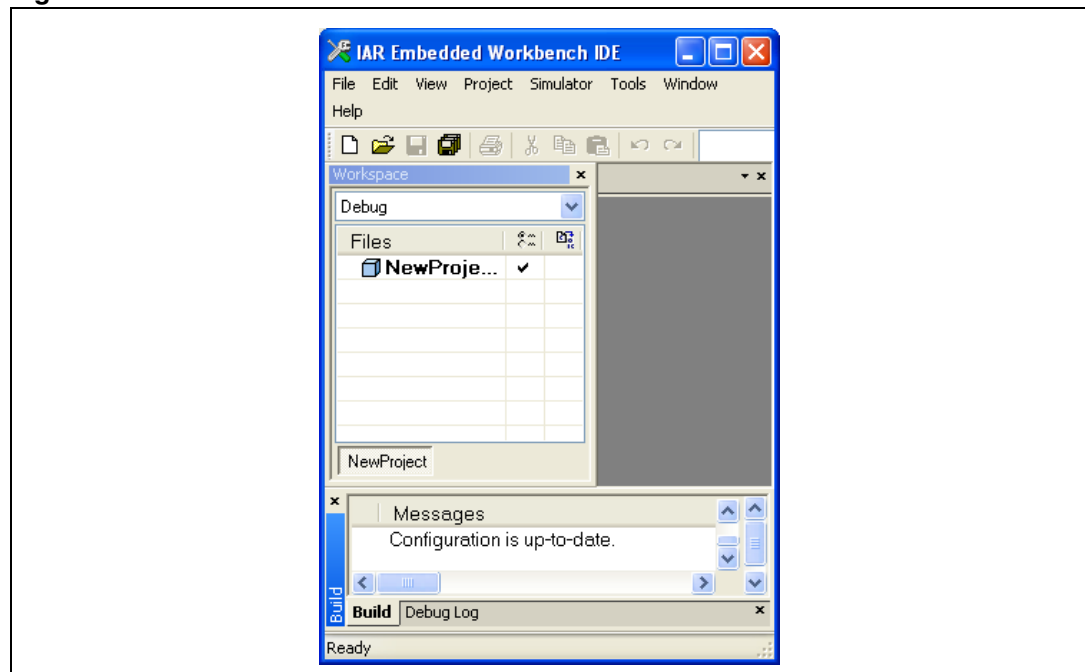 IAR Embedded Workbench IDE
File Edit View Project Simulator Tools Window
Help
Workspace
Debug
Files
NewProje...
NewProject
Messages
Configuration is up-to-date.
Build
Build Debug Log
Ready